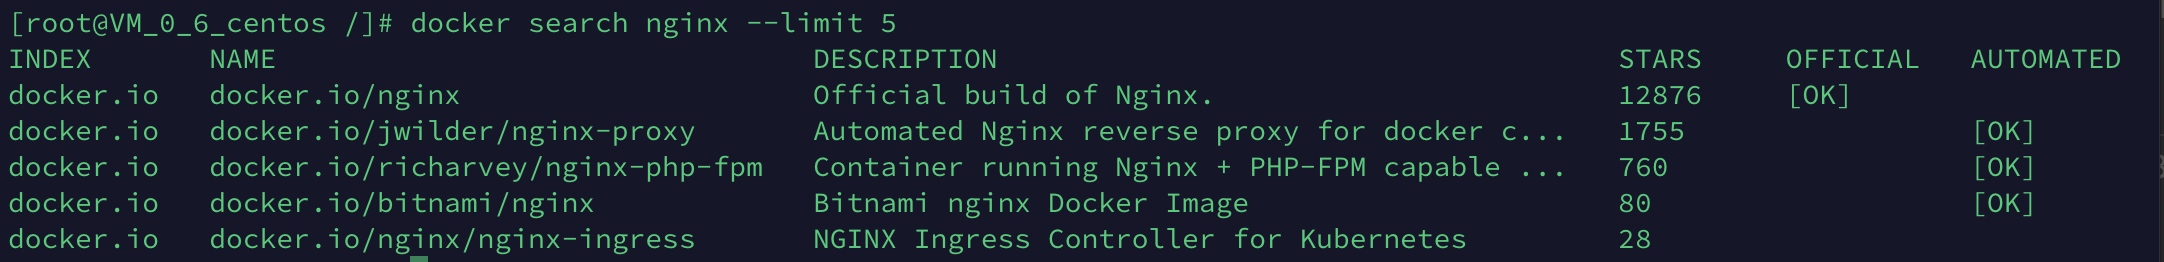 [root@VM_0_6_centos /]# docker search nginx --limit 5
INDEX NAME DESCRIPTION STARS OFFICIAL AUTOMATED
docker.io docker.io/nginx Official build of Nginx. 12876 [OK]
docker.io docker.io/jwilder/nginx-proxy Automated Nginx reverse proxy for docker c... 1755 [OK]
docker.io docker.io/richarvey/nginx-php-fpm Container running Nginx + PHP-FPM capable ... 760 [OK]
docker.io docker.io/bitnami/nginx Bitnami nginx Docker Image 80 [OK]
docker.io docker.io/nginx/nginx-ingress NGINX Ingress Controller for Kubernetes 28